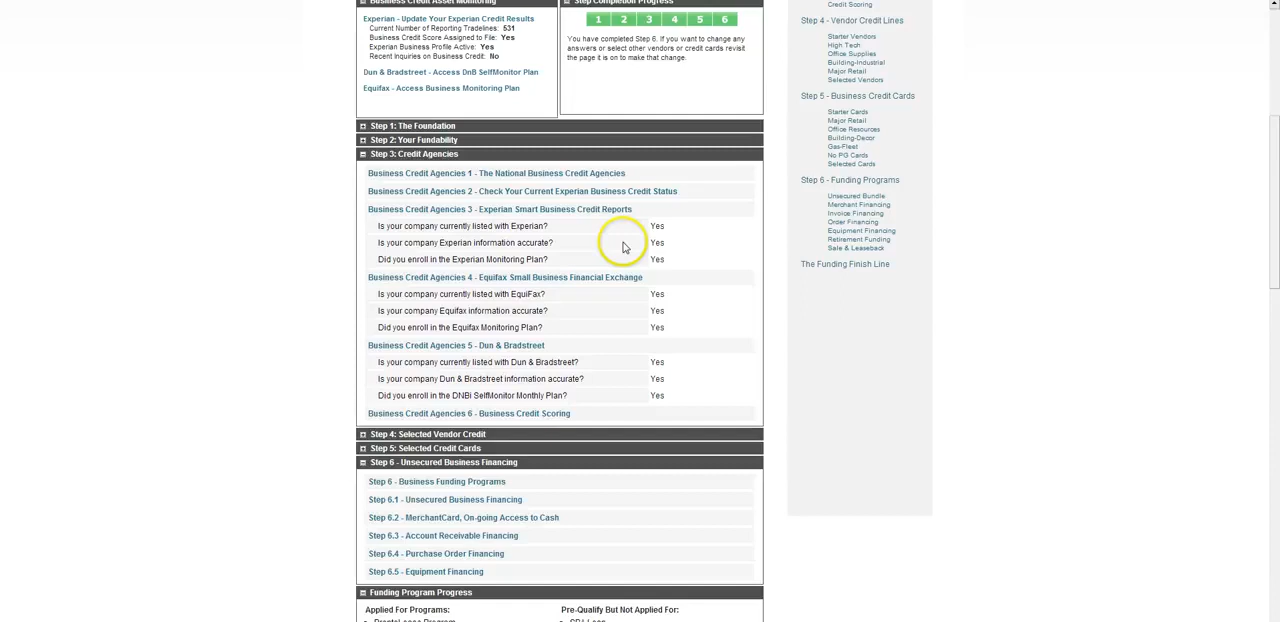 Business Credit Asset Monitoring
Experian - Update Your Experian Credit Results
Current Number of Reporting Tradelines: 531
Business Credit Score Assigned to File: Yes
Experian Business Profile Active: Yes
Recent Inquiries on Business Credit: No
Dun & Bradstreet - Access DnB SelfMonitor Plan
Equifax - Access Business Monitoring Plan
Step Completion Progress
1 2 3 4 5 6
You have completed Step 6. If you want to change any
answers or select other vendors or credit cards revisit
the page it is on to make that change.
Step 1: The Foundation
Step 2: Your Fundability
Step 3: Credit Agencies
Business Credit Agencies 1 - The National Business Credit Agencies
Business Credit Agencies 2 - Check Your Current Experian Business Credit Status
Business Credit Agencies 3 - Experian Smart Business Credit Reports
Is your company currently listed with Experian? Yes
Is your company Experian information accurate? Yes
Did you enroll in the Experian Monitoring Plan? Yes
Business Credit Agencies 4 - Equifax Small Business Financial Exchange
Is your company currently listed with EquiFax? Yes
Is your company Equifax information accurate? Yes
Did you enroll in the Equifax Monitoring Plan? Yes
Business Credit Agencies 5 - Dun & Bradstreet
Is your company currently listed with Dun & Bradstreet? Yes
Is your company Dun & Bradstreet information accurate? Yes
Did you enroll in the DNBi SelfMonitor Monthly Plan? Yes
Business Credit Agencies 6 - Business Credit Scoring
Step 4: Selected Vendor Credit
Step 5: Selected Credit Cards
Step 6 - Unsecured Business Financing
Step 6 - Business Funding Programs
Step 6.1 - Unsecured Business Financing
Step 6.2 - MerchantCard, On-going Access to Cash
Step 6.3 - Account Receivable Financing
Step 6.4 - Purchase Order Financing
Step 6.5 - Equipment Financing
Funding Program Progress
Applied For Programs: Pre-Qualify But Not Applied For:
Credit Scoring
Step 4 - Vendor Credit Lines
Starter Vendors
High Tech
Office Supplies
Building-Industrial
Major Retail
Selected Vendors
Step 5 - Business Credit Cards
Starter Cards
Major Retail
Office Resources
Building-Decor
Gas-Fleet
No PG Cards
Selected Cards
Step 6 - Funding Programs
Unsecured Bundle
Merchant Financing
Invoice Financing
Order Financing
Equipment Financing
Retirement Funding
Sale & Leaseback
The Funding Finish Line